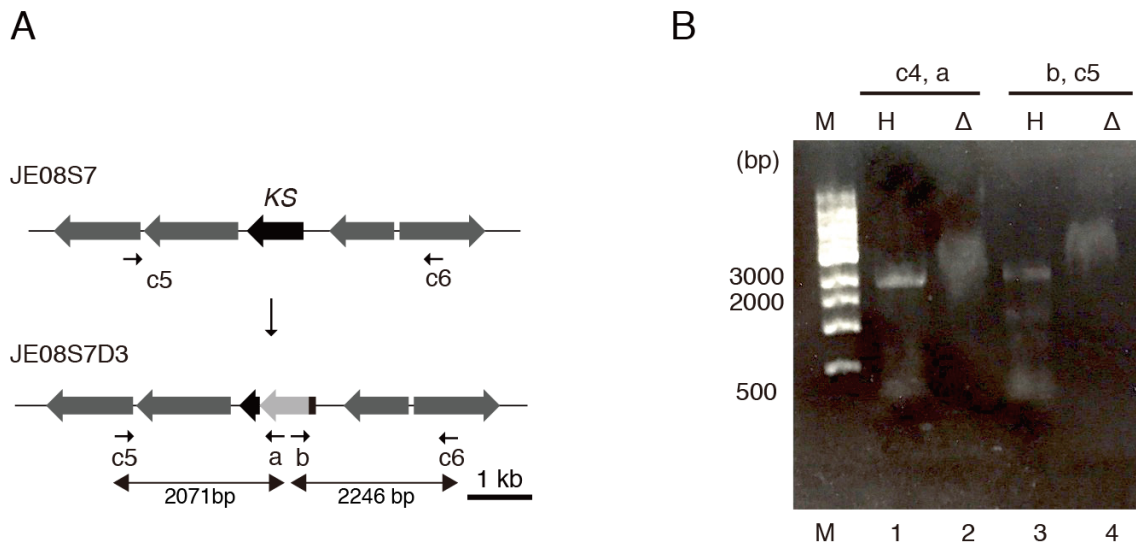 A
JE08S7
KS
c5
c6
JE08S7D3
c5
a
b
c6
2071bp
2246 bp
1 kb
B
c4, a
b, c5
M
H
Δ
H
Δ
(bp)
3000
2000
500
M
1
2
3
4